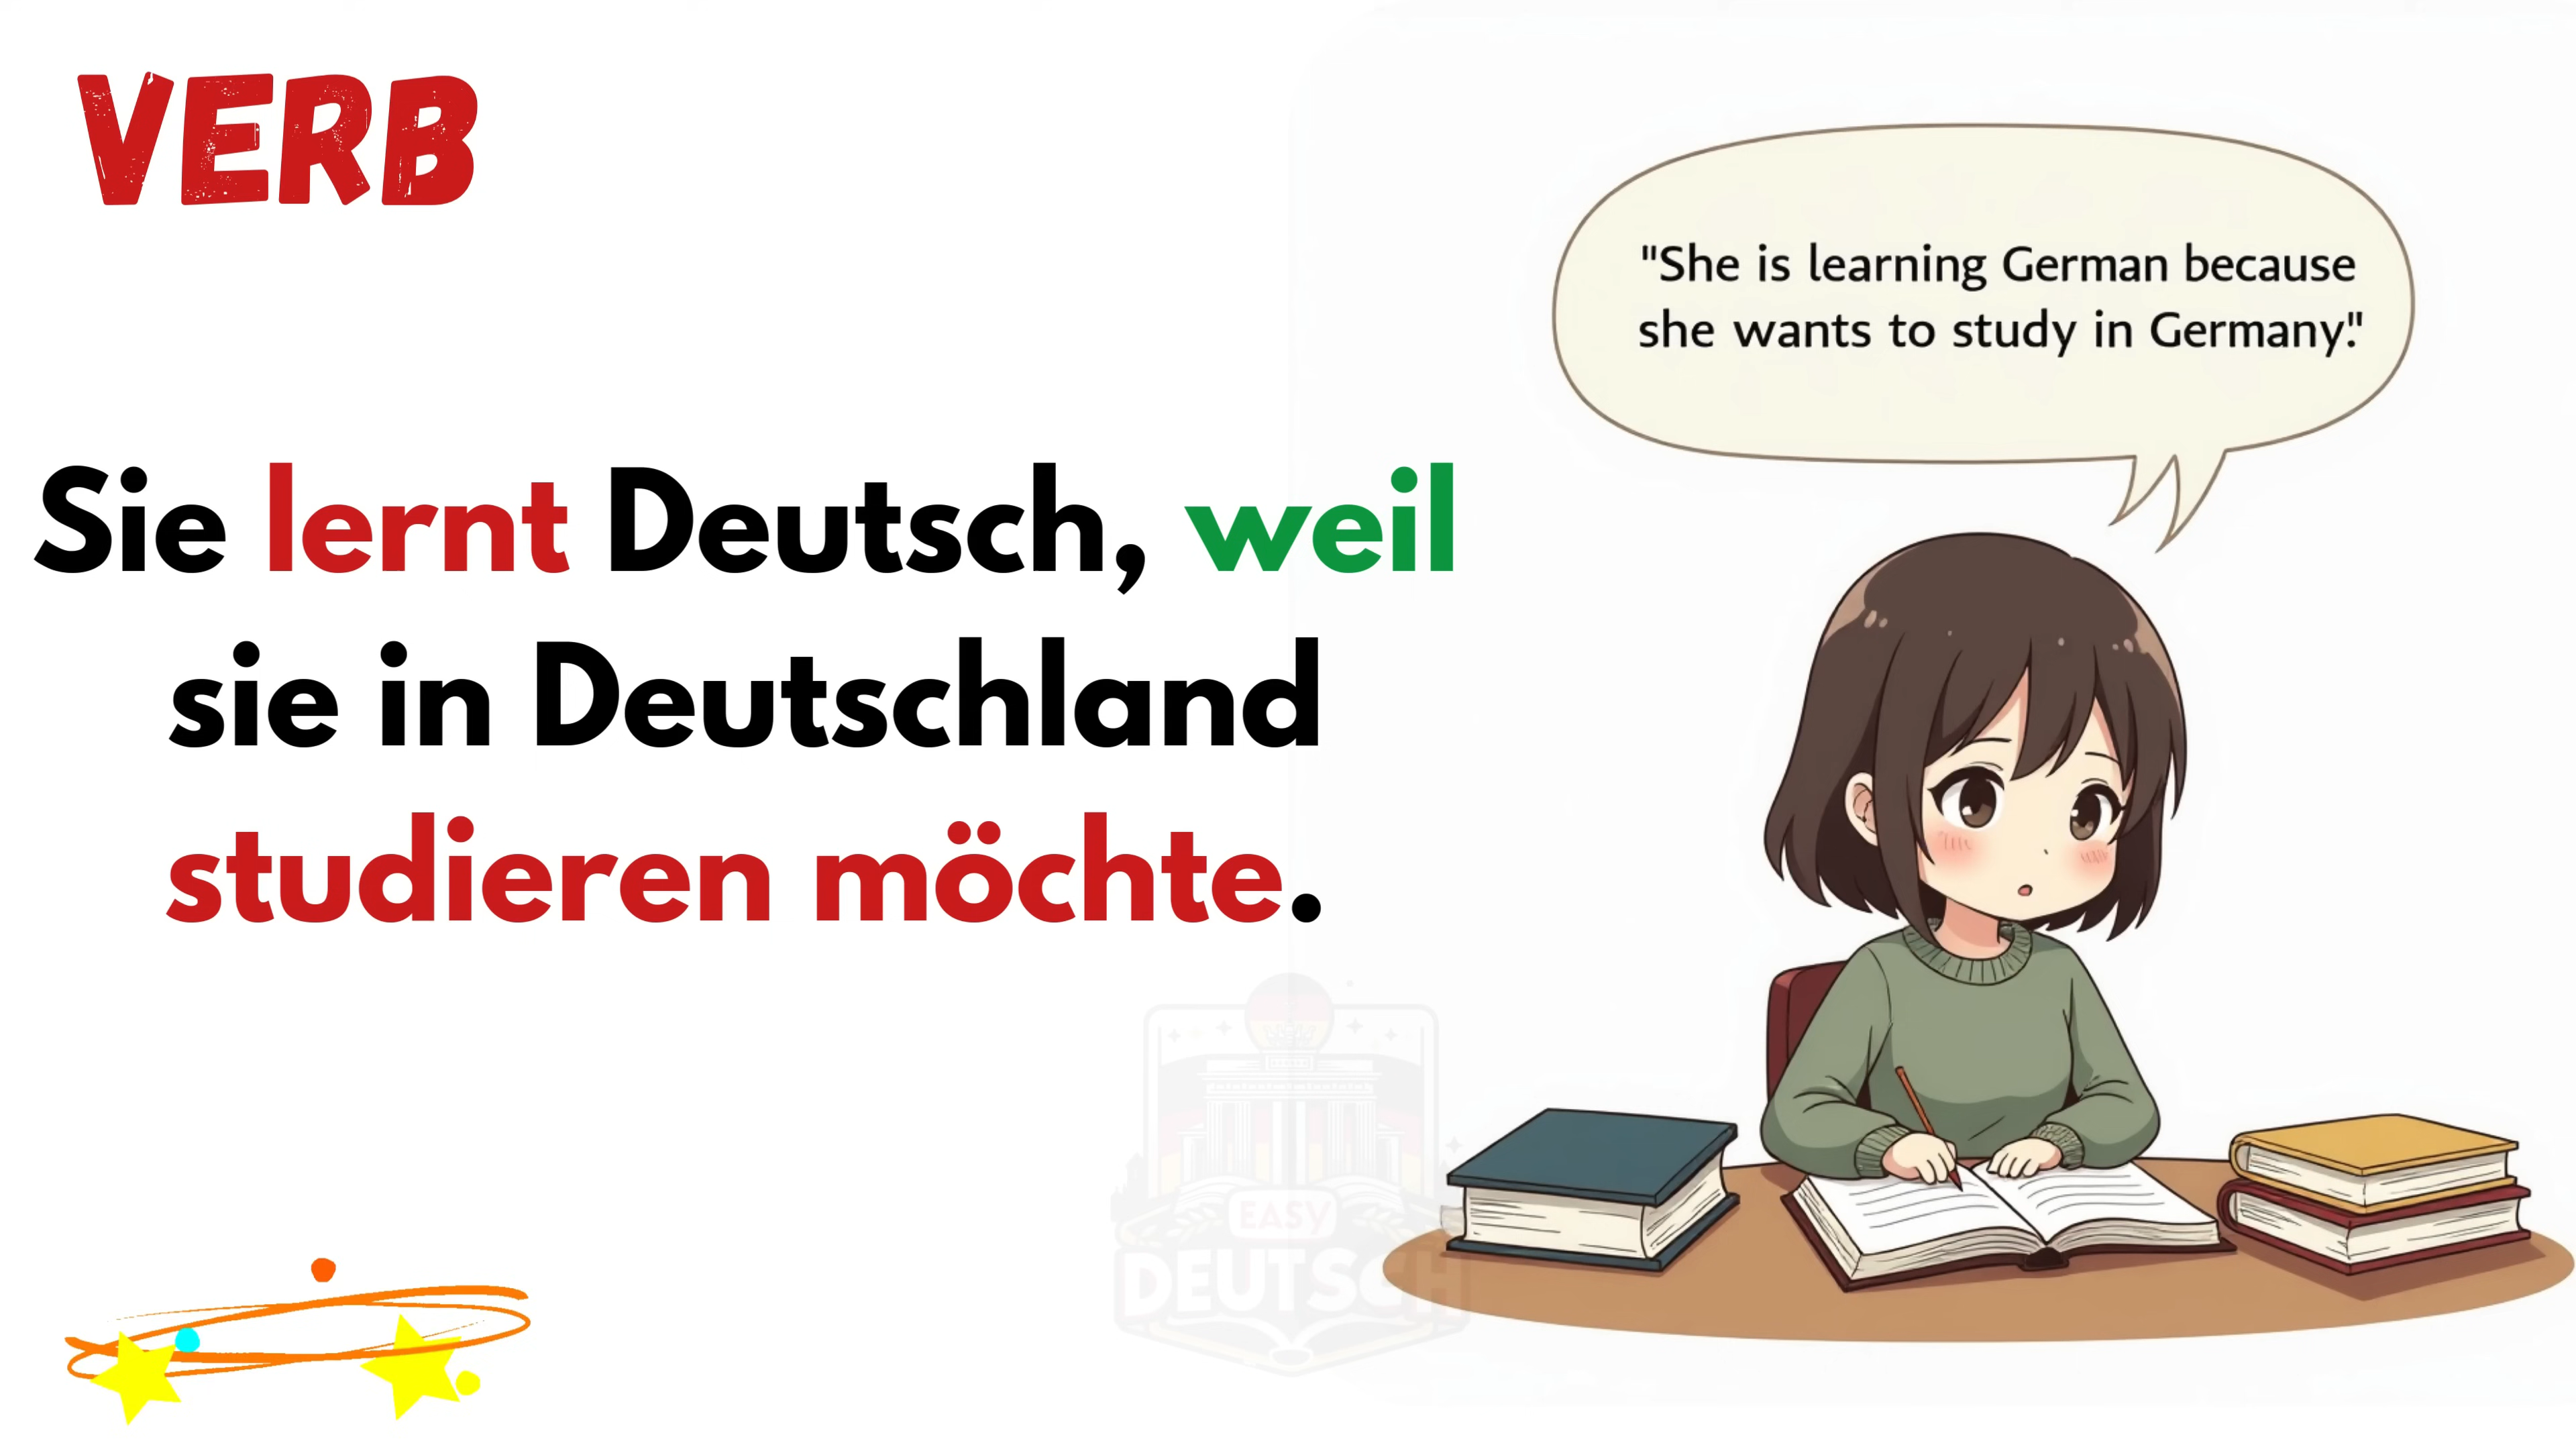 VERB
"She is learning German because
she wants to study in Germany."
Sie lernt Deutsch, weil
sie in Deutschland
studieren möchte.
EASY
DEUTSCH